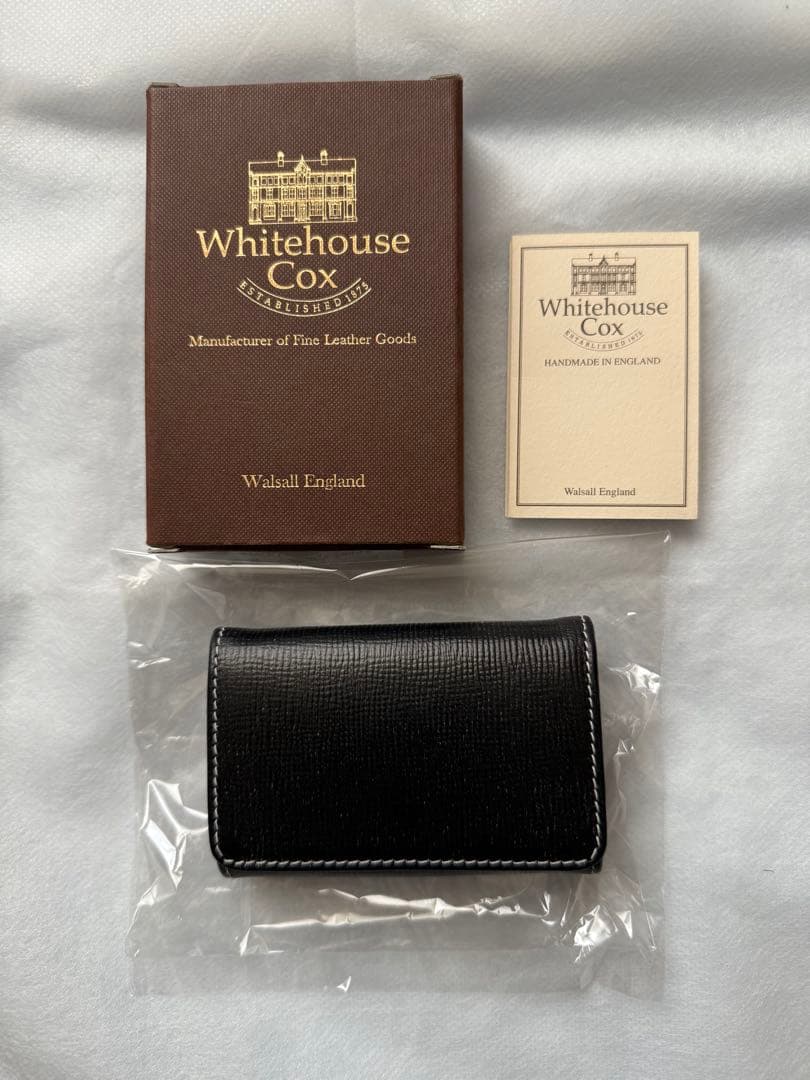 Whitehouse
Cox
ESTABLISHED 1875
Manufacturer of Fine Leather Goods
Walsall England
Whitehouse
Cox
ESTABLISHED 1875
HANDMADE IN ENGLAND
Walsall England